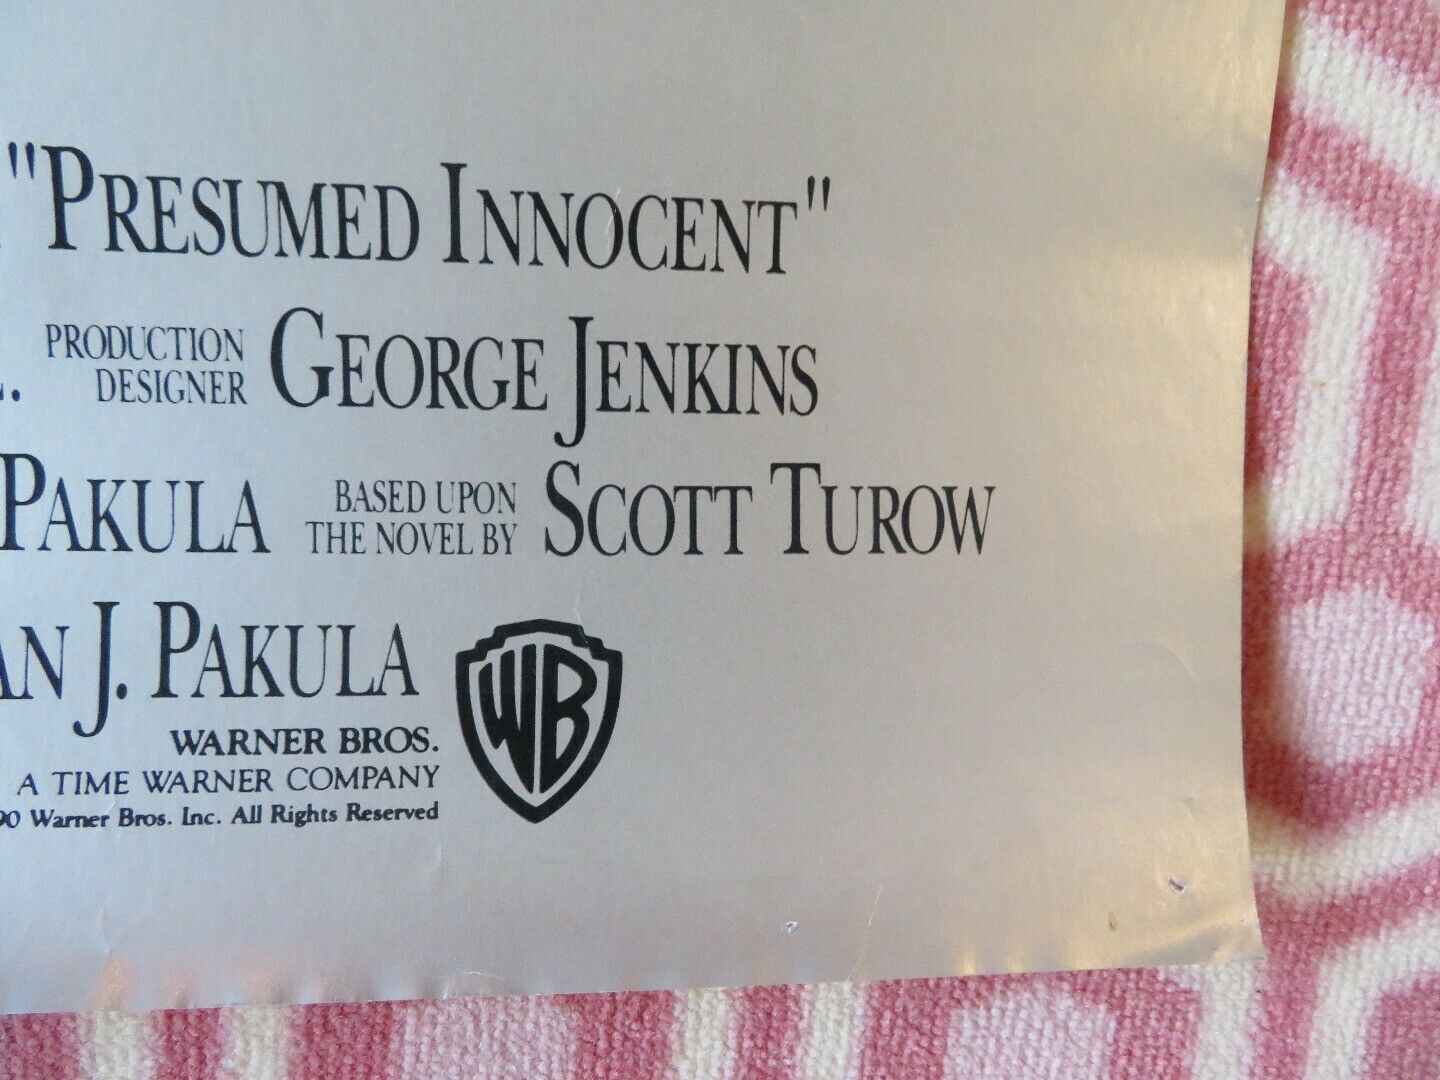 "PRESUMED INNOCENT"
PRODUCTION DESIGNER GEORGE JENKINS
PAKULA BASED UPON THE NOVEL BY SCOTT TUROW
J. PAKULA
WB
WARNER BROS.
A TIME WARNER COMPANY
90 Warner Bros. Inc. All Rights Reserved